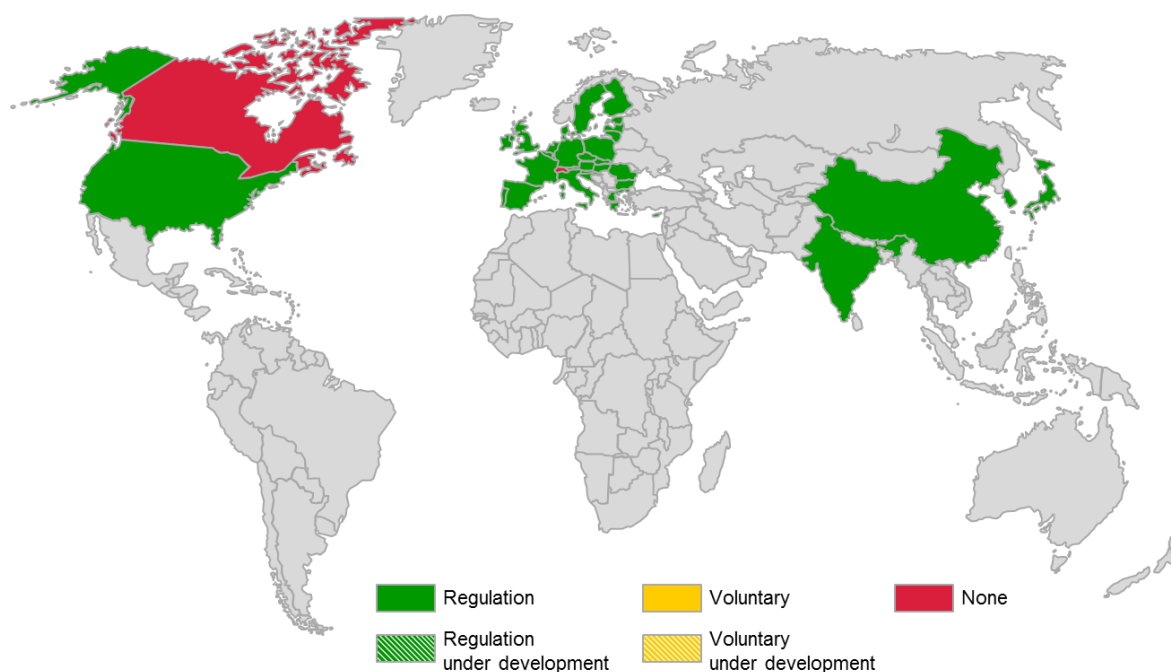 Regulation
Voluntary
None
Regulation
under development
Voluntary
under development